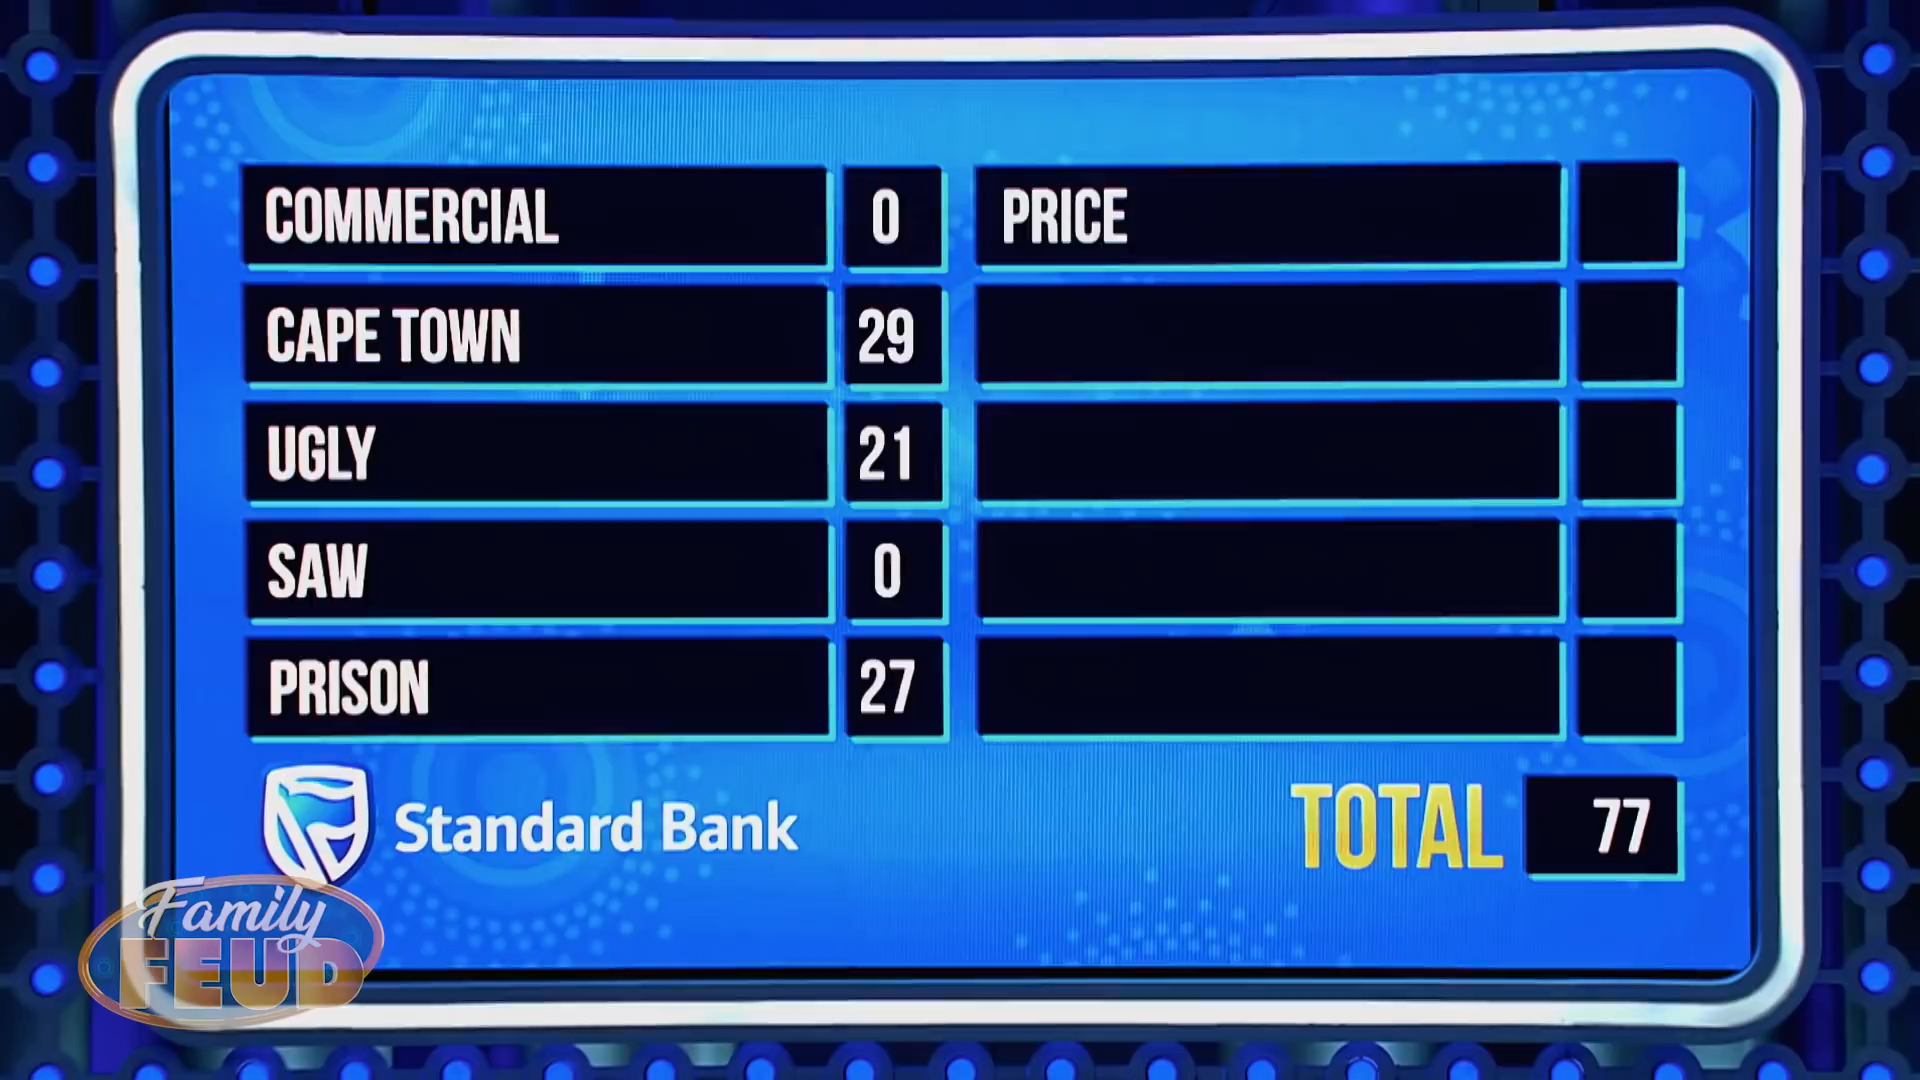 COMMERCIAL 0 PRICE
CAPE TOWN 29
UGLY 21
SAW 0
PRISON 27
Standard Bank TOTAL 77
Family
FEUD